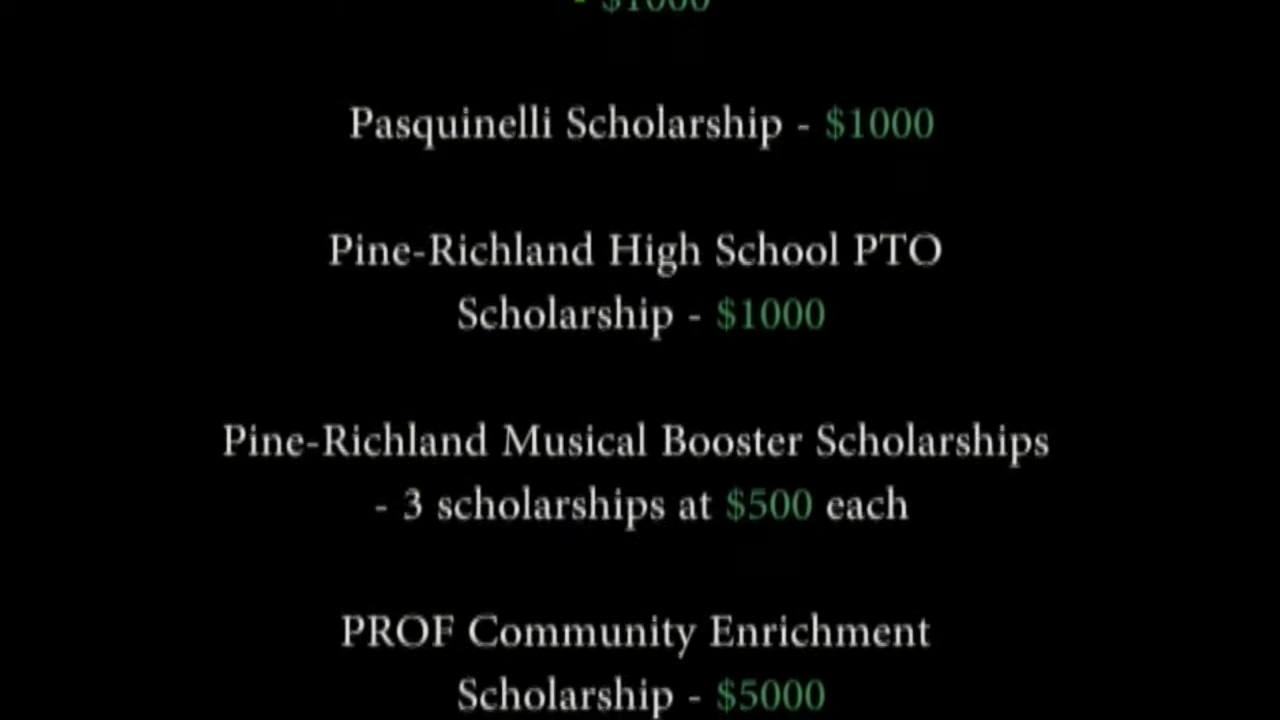 - $1000
Pasquinelli Scholarship - $1000
Pine-Richland High School PTO
Scholarship - $1000
Pine-Richland Musical Booster Scholarships
- 3 scholarships at $500 each
PROF Community Enrichment
Scholarship - $5000